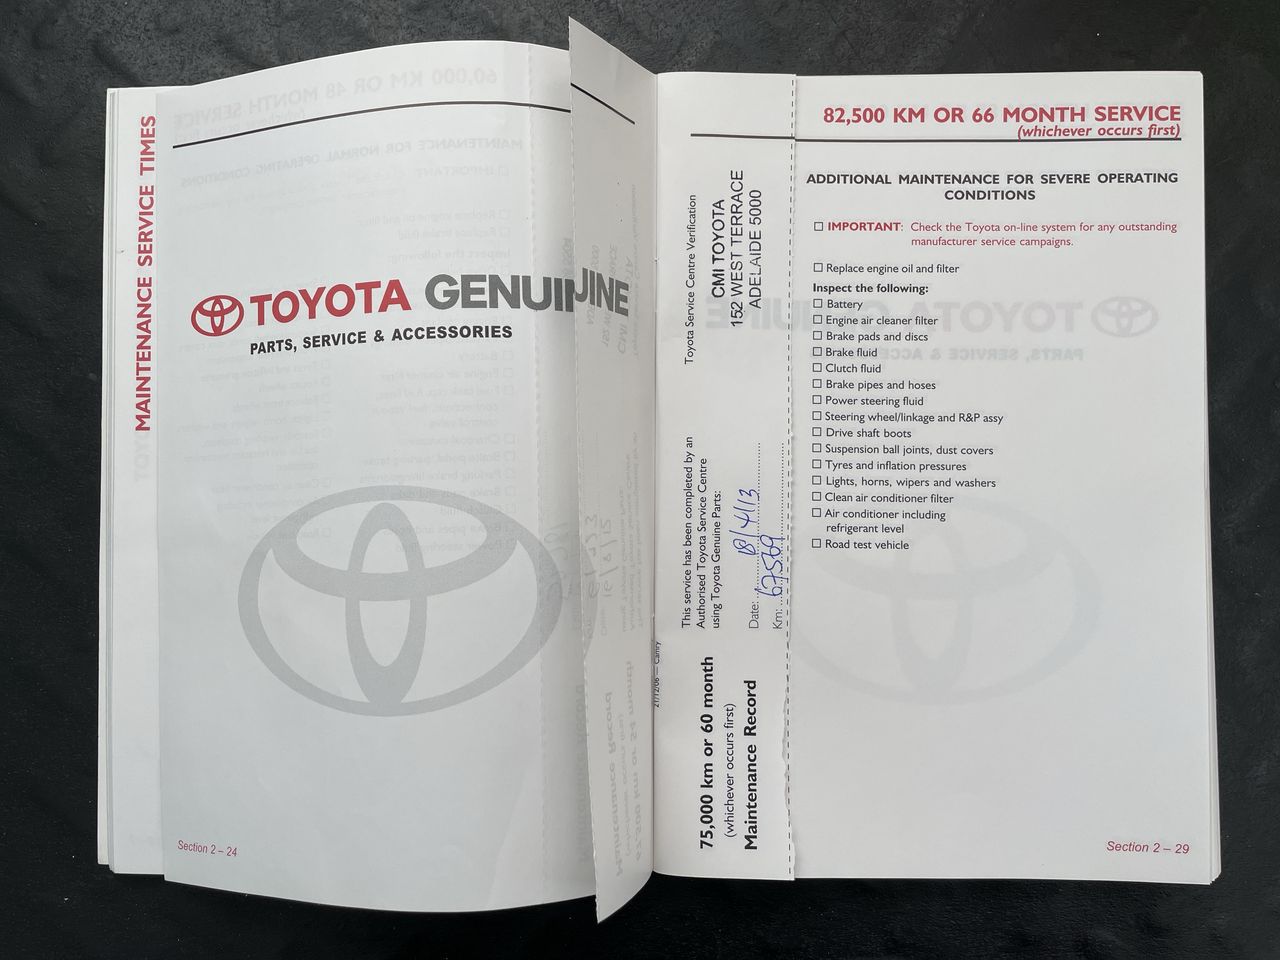 MAINTENANCE SERVICE TIMES
TOYOTA GENUIN
PARTS, SERVICE & ACCESSORIES
Section 2 – 24
INE
21/12/06 — Camry
75,000 km or 60 month
(whichever occurs first)
Maintenance Record
This service has been completed by an
Authorised Toyota Service Centre
using Toyota Genuine Parts:
Date: 18/4/13
Km: 67509
Toyota Service Centre Verification
CMI TOYOTA
152 WEST TERRACE
ADELAIDE 5000
82,500 KM OR 66 MONTH SERVICE
(whichever occurs first)
ADDITIONAL MAINTENANCE FOR SEVERE OPERATING
CONDITIONS
IMPORTANT: Check the Toyota on-line system for any outstanding
manufacturer service campaigns.
Replace engine oil and filter
Inspect the following:
Battery
Engine air cleaner filter
Brake pads and discs
Brake fluid
Clutch fluid
Brake pipes and hoses
Power steering fluid
Steering wheel/linkage and R&P assy
Drive shaft boots
Suspension ball joints, dust covers
Tyres and inflation pressures
Lights, horns, wipers and washers
Clean air conditioner filter
Air conditioner including
refrigerant level
Road test vehicle
Section 2 – 29